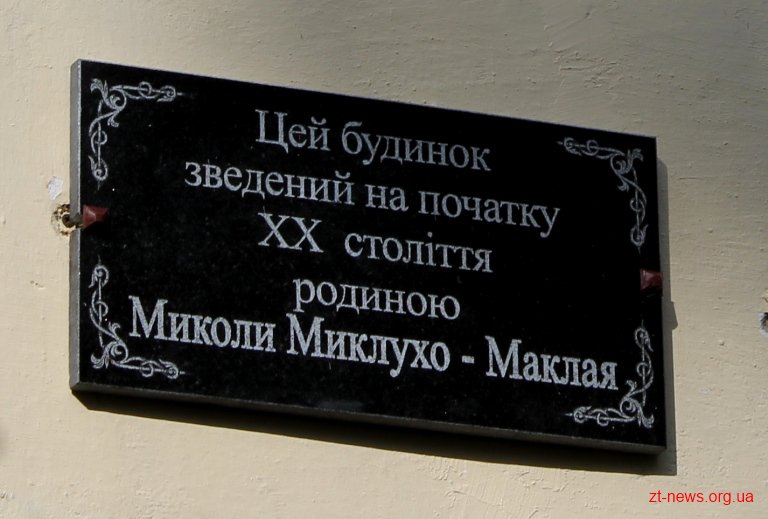 Цей будинок
зведений на початку
XX століття
родиною
Миколи Миклухо - Маклая
zt-news.org.ua